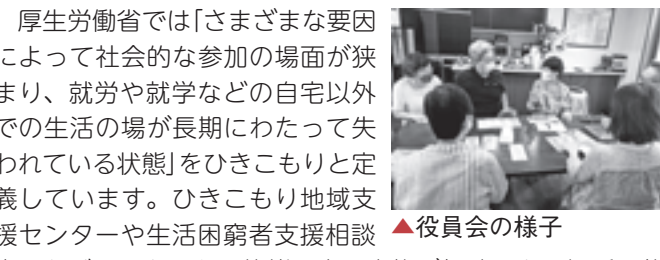 厚生労働省では「さまざまな要因
によって社会的な参加の場面が狭
まり、就労や就学などの自宅以外
での生活の場が長期にわたって失
われている状態」をひきこもりと定
義しています。ひきこもり地域支
援センターや生活困窮者支援相談
▲役員会の様子